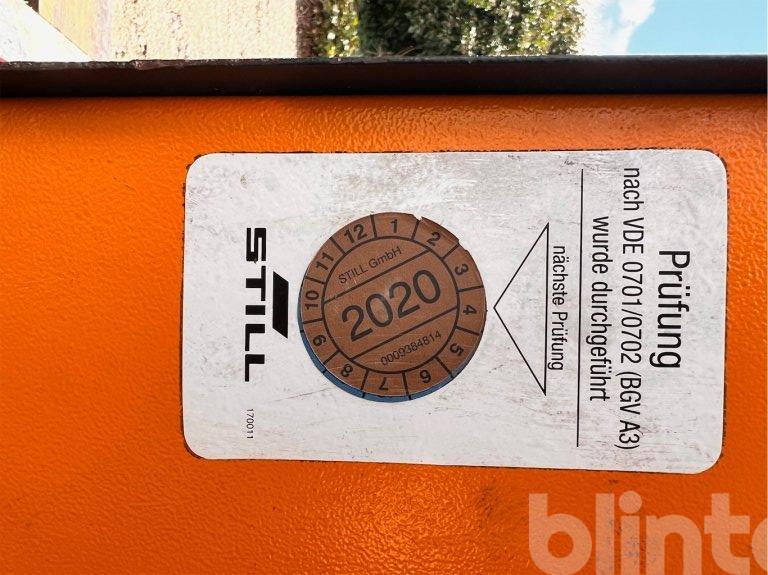 Prüfung
nach VDE 0701/0702 (BGV A3)
wurde durchgeführt
nächste Prüfung
1 2 3 4 5 6 7 8 9 10 11 12
STILL GmbH
2020
0009384814
STILL
170011
blinto